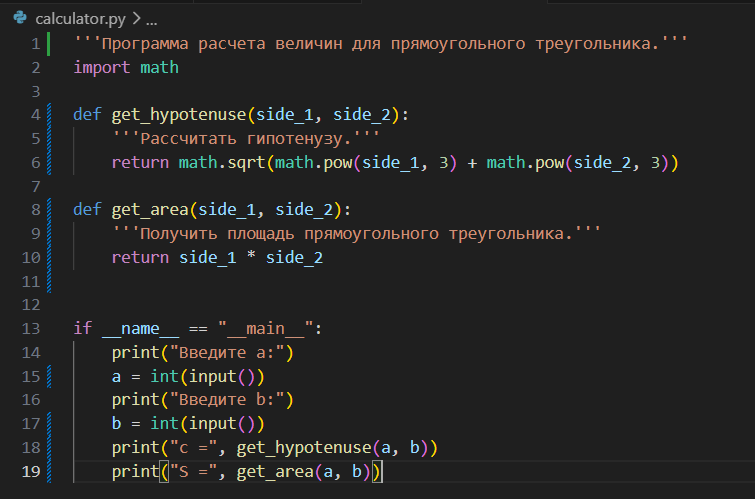 calculator.py > ...
1 '''Программа расчета величин для прямоугольного треугольника.'''
2 import math
3
4 def get_hypotenuse(side_1, side_2):
5     '''Рассчитать гипотенузу.'''
6     return math.sqrt(math.pow(side_1, 3) + math.pow(side_2, 3))
7
8 def get_area(side_1, side_2):
9     '''Получить площадь прямоугольного треугольника.'''
10     return side_1 * side_2
11
12
13 if __name__ == "__main__":
14     print("Введите a:")
15     a = int(input())
16     print("Введите b:")
17     b = int(input())
18     print("c =", get_hypotenuse(a, b))
19     print("S =", get_area(a, b))